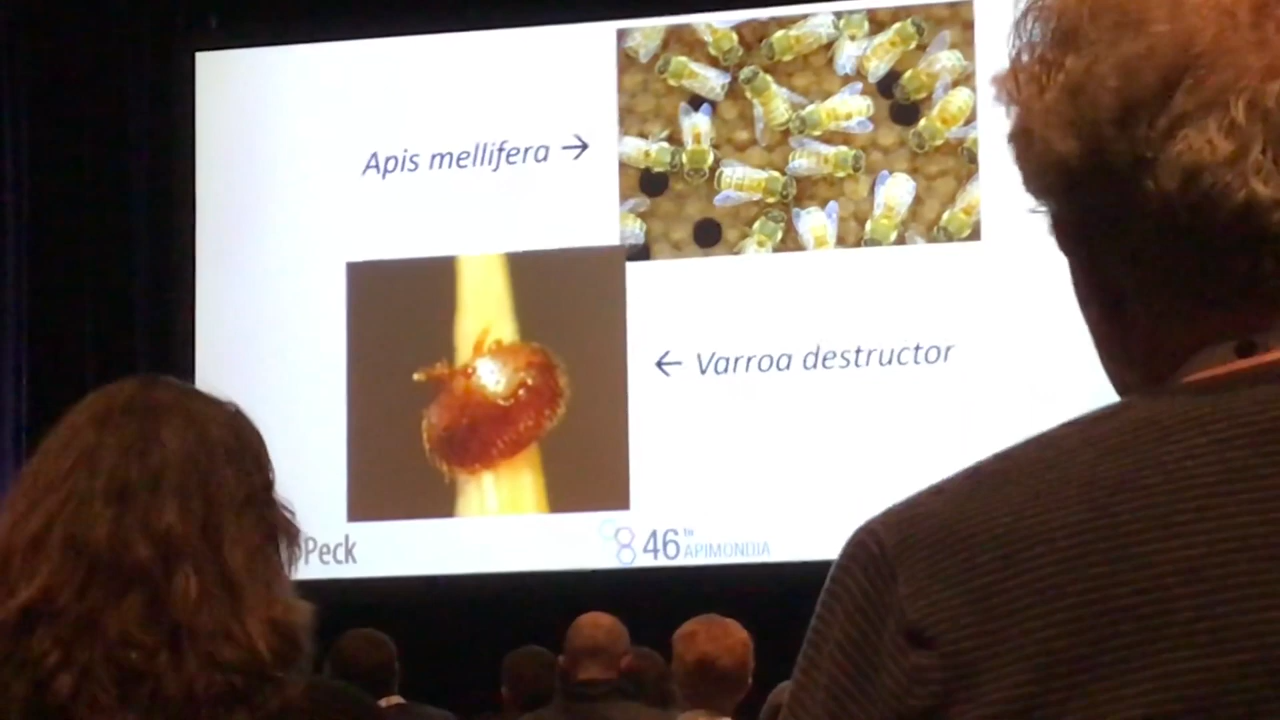 Apis mellifera →
← Varroa destructor
Peck
46th
APIMONDIA